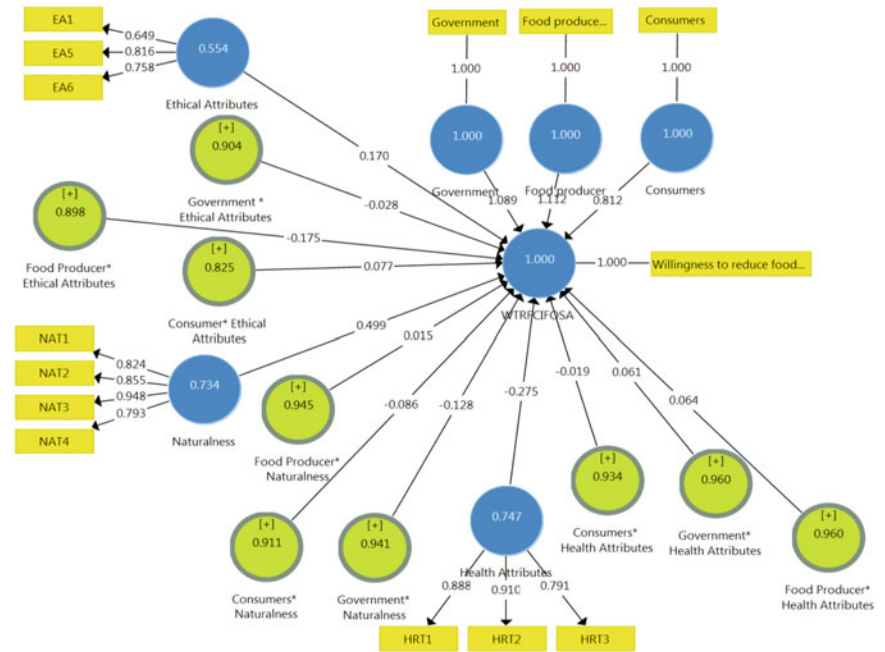 EA1
0.649
EA5
0.816
EA6
0.758
0.554
Ethical Attributes
Government
Food produce...
Consumers
1.000
1.000
1.000
1.000
1.000
1.000
Government
Food producer
Consumers
1.089
1.112
0.812
0.170
[+]
0.904
Government *
Ethical Attributes
-0.028
[+]
0.898
Food Producer*
Ethical Attributes
-0.175
[+]
0.825
Consumer* Ethical
Attributes
0.077
1.000
WTRFCIFOSA
1.000
Willingness to reduce food...
NAT1
NAT2
NAT3
NAT4
0.824
0.855
0.948
0.793
0.734
Naturalness
0.499
[+]
0.945
Food Producer*
Naturalness
0.015
[+]
0.911
Consumers*
Naturalness
-0.086
[+]
0.941
Government*
Naturalness
-0.128
0.747
Health Attributes
-0.275
0.888
0.910
0.791
HRT1
HRT2
HRT3
[+]
0.934
Consumers*
Health Attributes
-0.019
[+]
0.960
Government*
Health Attributes
0.061
[+]
0.960
Food Producer*
Health Attributes
0.064